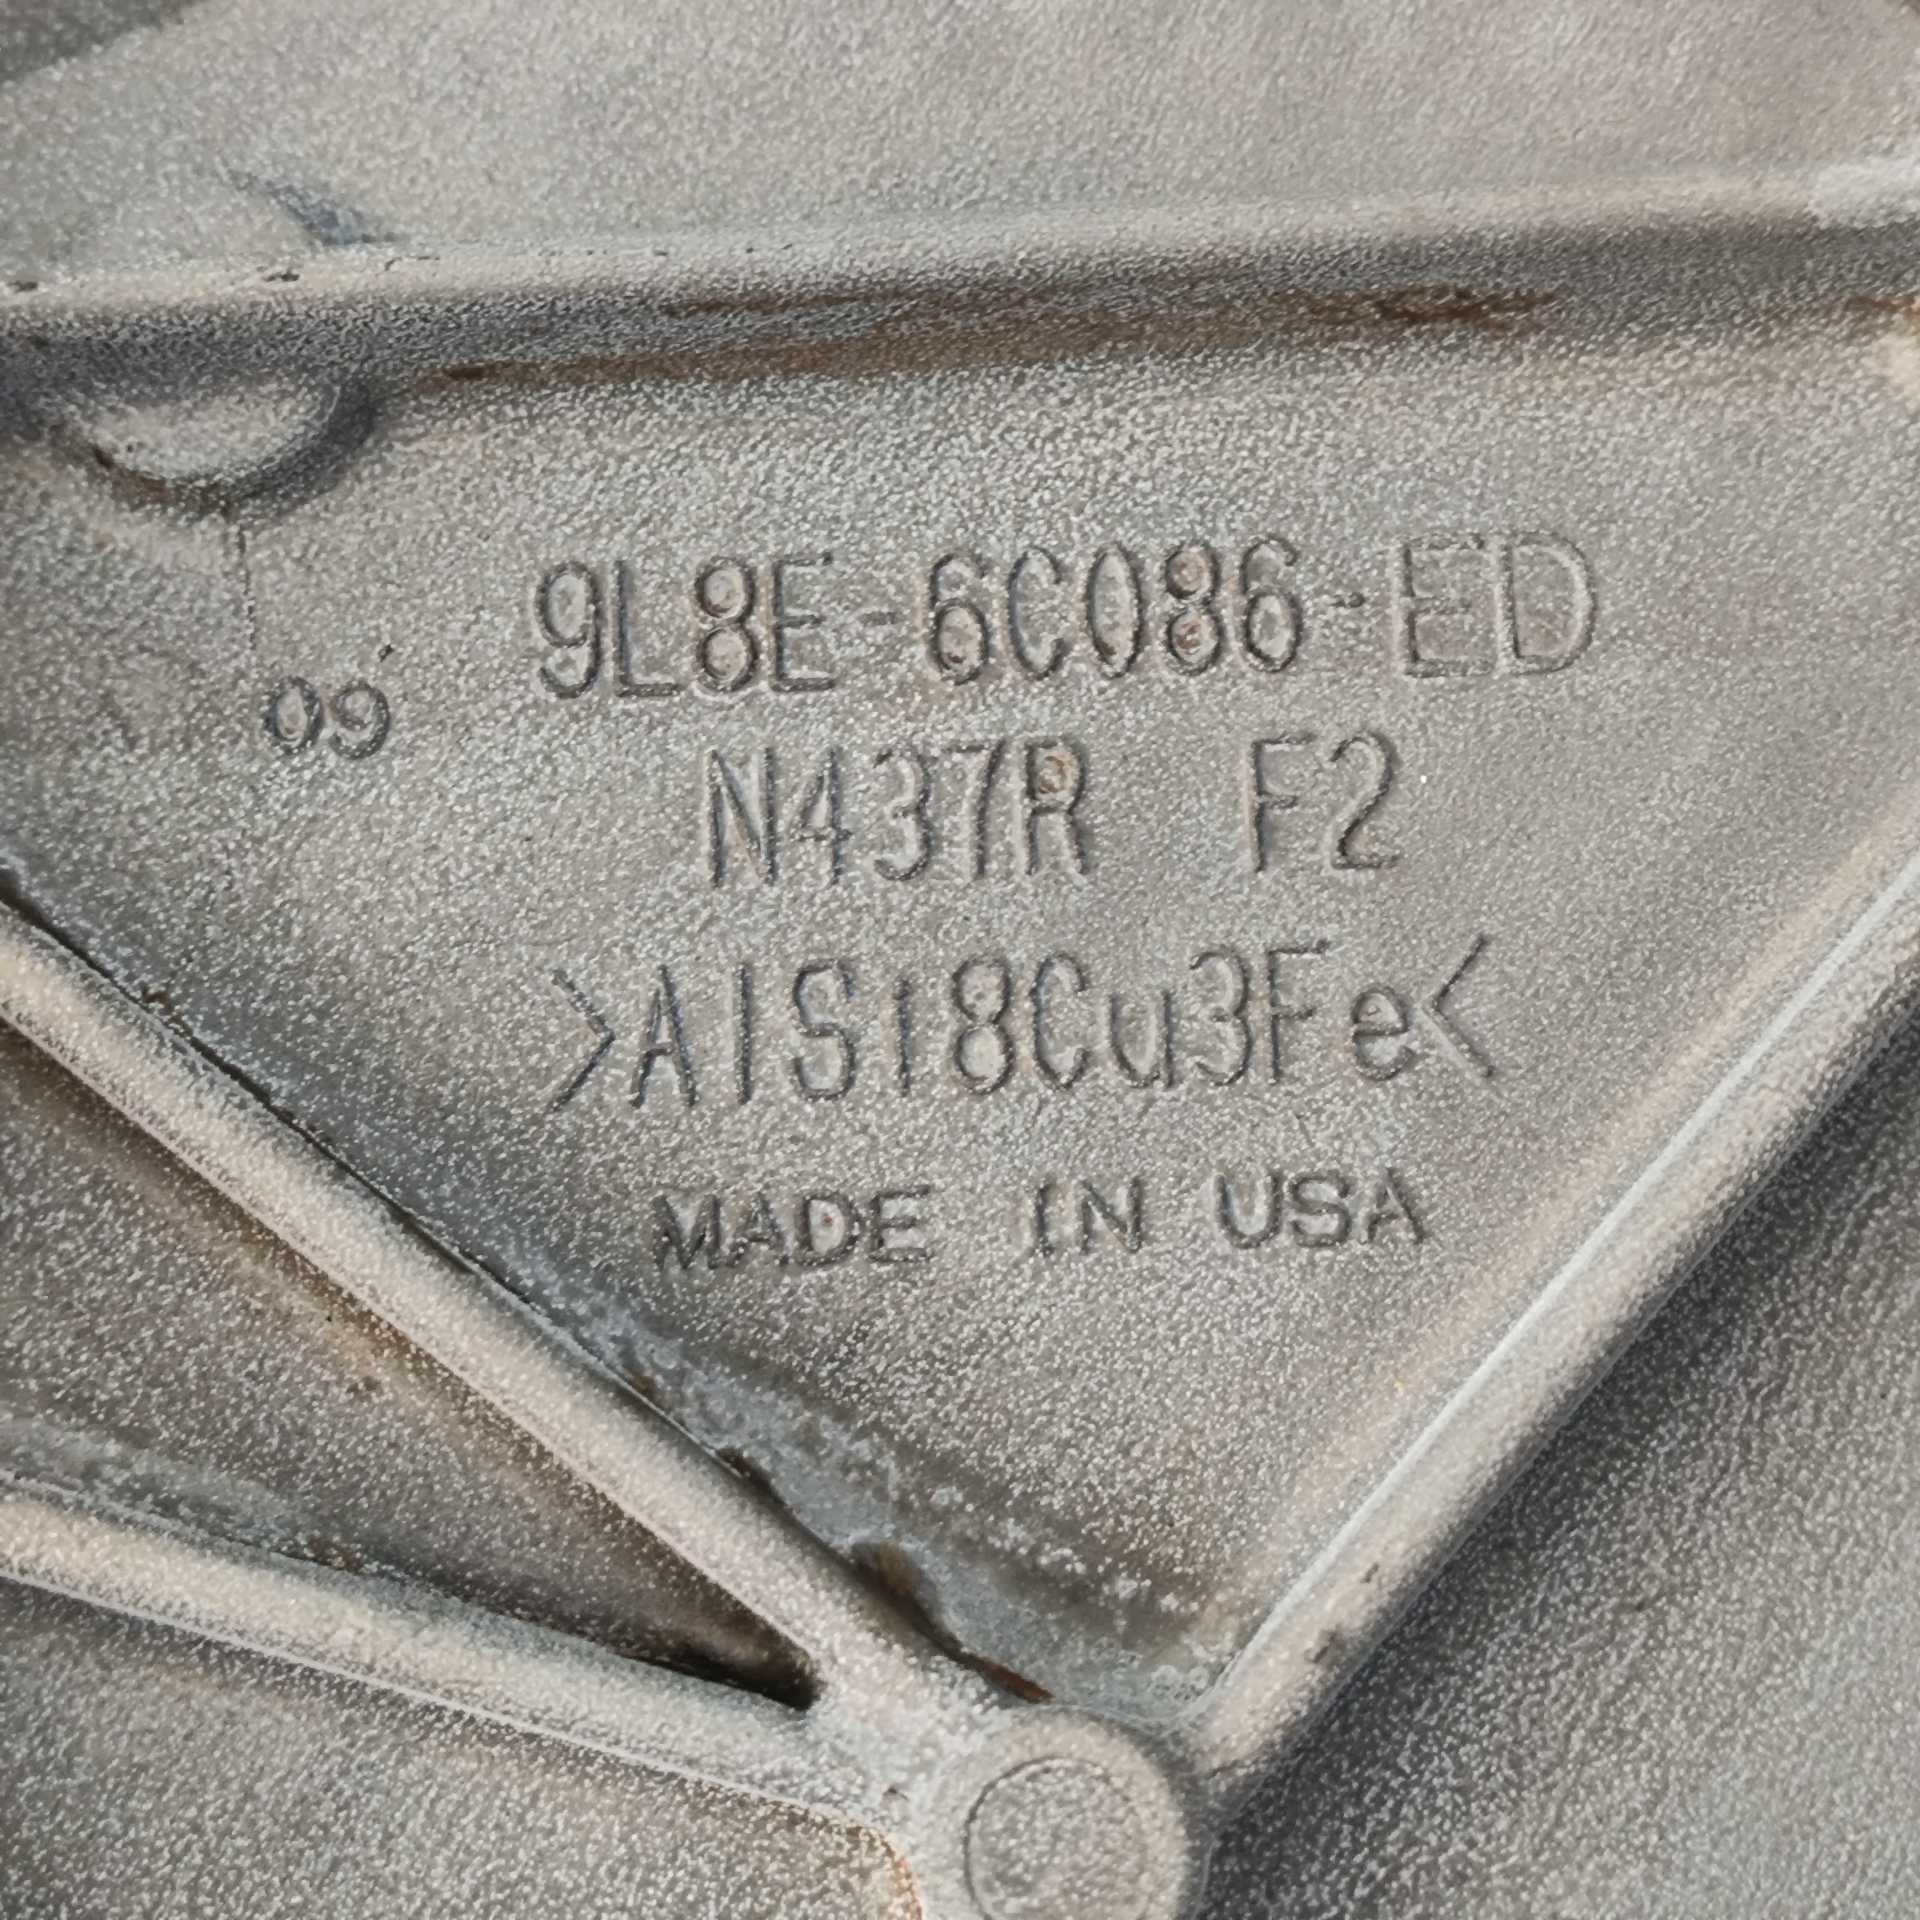 9L8E-6C086-ED
09
N437R F2
>AlSi8Cu3Fe<
MADE IN USA